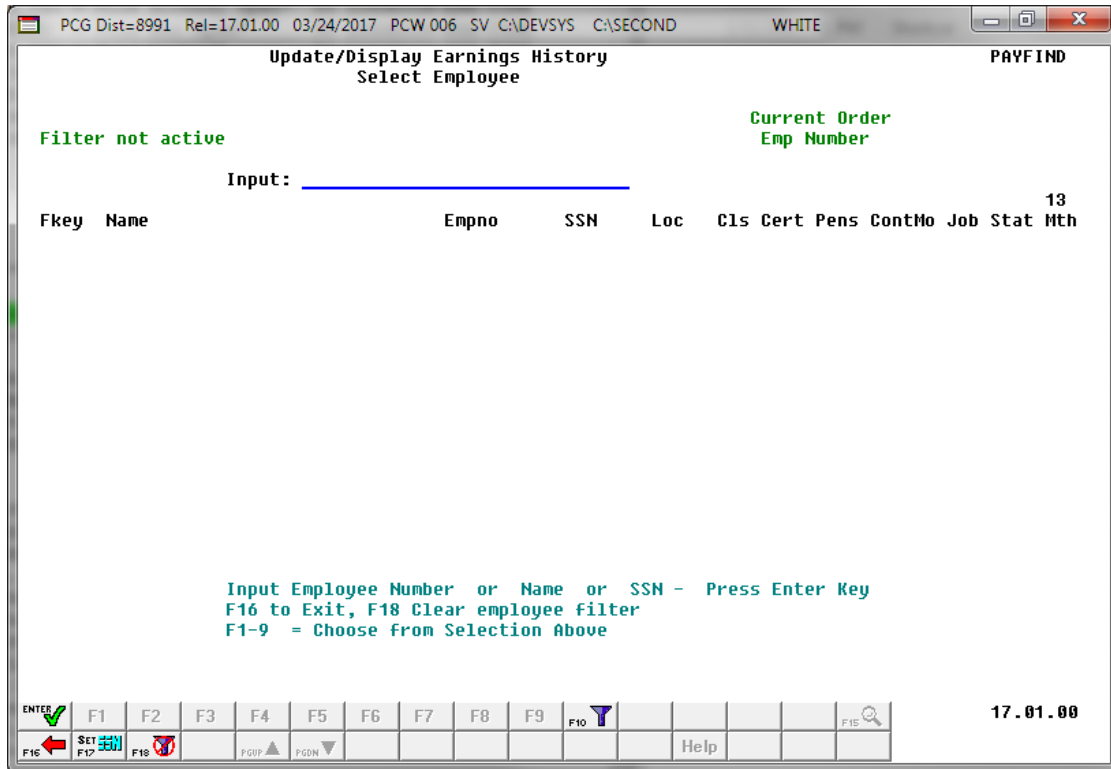 PCG Dist=8991 Rel=17.01.00 03/24/2017 PCW 006 SV C:\DEVSYS C:\SECOND WHITE
Update/Display Earnings History PAYFIND
Select Employee
Current Order
Filter not active Emp Number
Input:
13
Fkey Name Empno SSN Loc Cls Cert Pens ContMo Job Stat Mth
Input Employee Number or Name or SSN - Press Enter Key
F16 to Exit, F18 Clear employee filter
F1-9 = Choose from Selection Above
ENTER F1 F2 F3 F4 F5 F6 F7 F8 F9 F10 F15 17.01.00
F16 SET F17 F18 PGUP PGDN Help